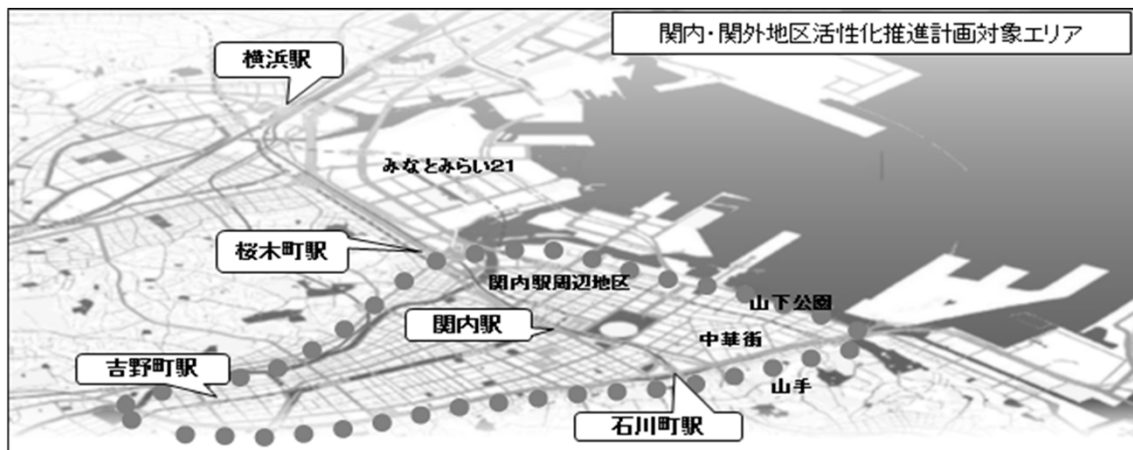 関内・関外地区活性化推進計画対象エリア
横浜駅
みなとみらい21
桜木町駅
関内駅周辺地区
山下公園
関内駅
中華街
吉野町駅
山手
石川町駅